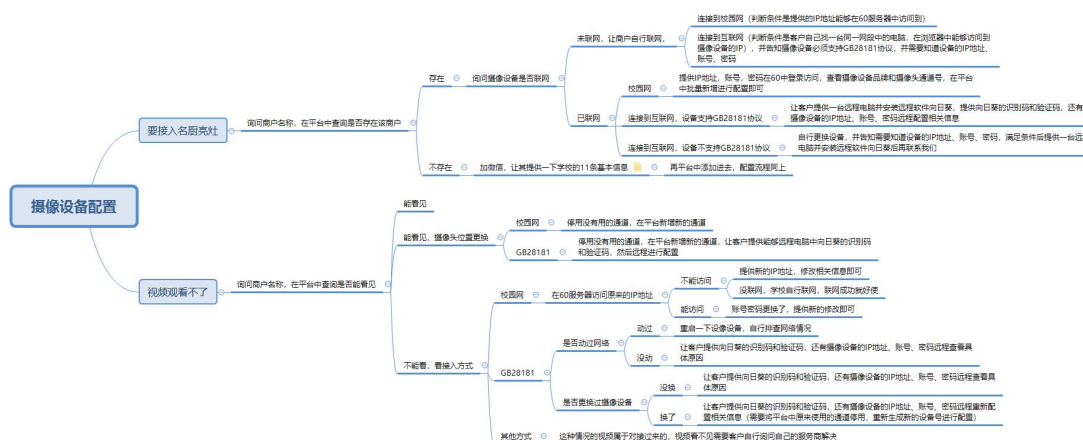 摄像设备配置
要接入名厨亮灶
询问商户名称，在平台中查询是否存在该商户
存在
询问摄像设备是否联网
未联网，让商户自行联网，
连接到校园网（判断条件是提供的IP地址能够在60服务器中访问到）
连接到互联网（判断条件是客户自己找一台同一网段中的电脑，在浏览器中能够访问到
摄像设备的IP），并告知摄像设备必须支持GB28181协议，并需要知道设备的IP地址、
账号、密码
已联网
校园网
提供IP地址，账号，密码在60中登录访问，查看摄像设备品牌和摄像头通道号，在平台
中批量新增进行配置即可
连接到互联网，设备支持GB28181协议
让客户提供一台远程电脑并安装远程软件向日葵，提供向日葵的识别码和验证码，还有
摄像设备的IP地址、账号、密码远程配置相关信息
连接到互联网，设备不支持GB28181协议
自行更换设备，并告知需要知道设备的IP地址、账号、密码，满足条件后提供一台远
电脑并安装远程软件向日葵后再联系我们
不存在
加微信，让其提供一下学校的11条基本信息
再平台中添加进去，配置流程同上
视频观看不了
询问商户名称，在平台中查询是否能看见
能看见
能看见，摄像头位置更换
校园网
停用没有用的通道，在平台新增新的通道
GB28181
停用没有用的通道，在平台新增新的通道，让客户提供能够远程电脑中向日葵的识别码
和验证码，然后远程进行配置
不能看，看接入方式
校园网
在60服务器访问原来的IP地址
不能访问
提供新的IP地址，修改相关信息即可
没联网，学校自行联网，联网成功就好使
能访问
账号密码更换了，提供新的修改即可
GB28181
是否动过网络
动过
重启一下设像设备，自行排查网络情况
没动
让客户提供向日葵的识别码和验证码，还有摄像设备的IP地址、账号、密码远程查看具
体原因
是否更换过摄像设备
没换
让客户提供向日葵的识别码和验证码，还有摄像设备的IP地址、账号、密码远程查看具
体原因
换了
让客户提供向日葵的识别码和验证码，还有摄像设备的IP地址、账号、密码远程重新配
置相关信息（需要将平台中原来使用的通道停用，重新生成新的设备号进行配置）
其他方式
这种情况的视频属于对接过来的，视频看不见需要客户自行询问自己的服务商解决